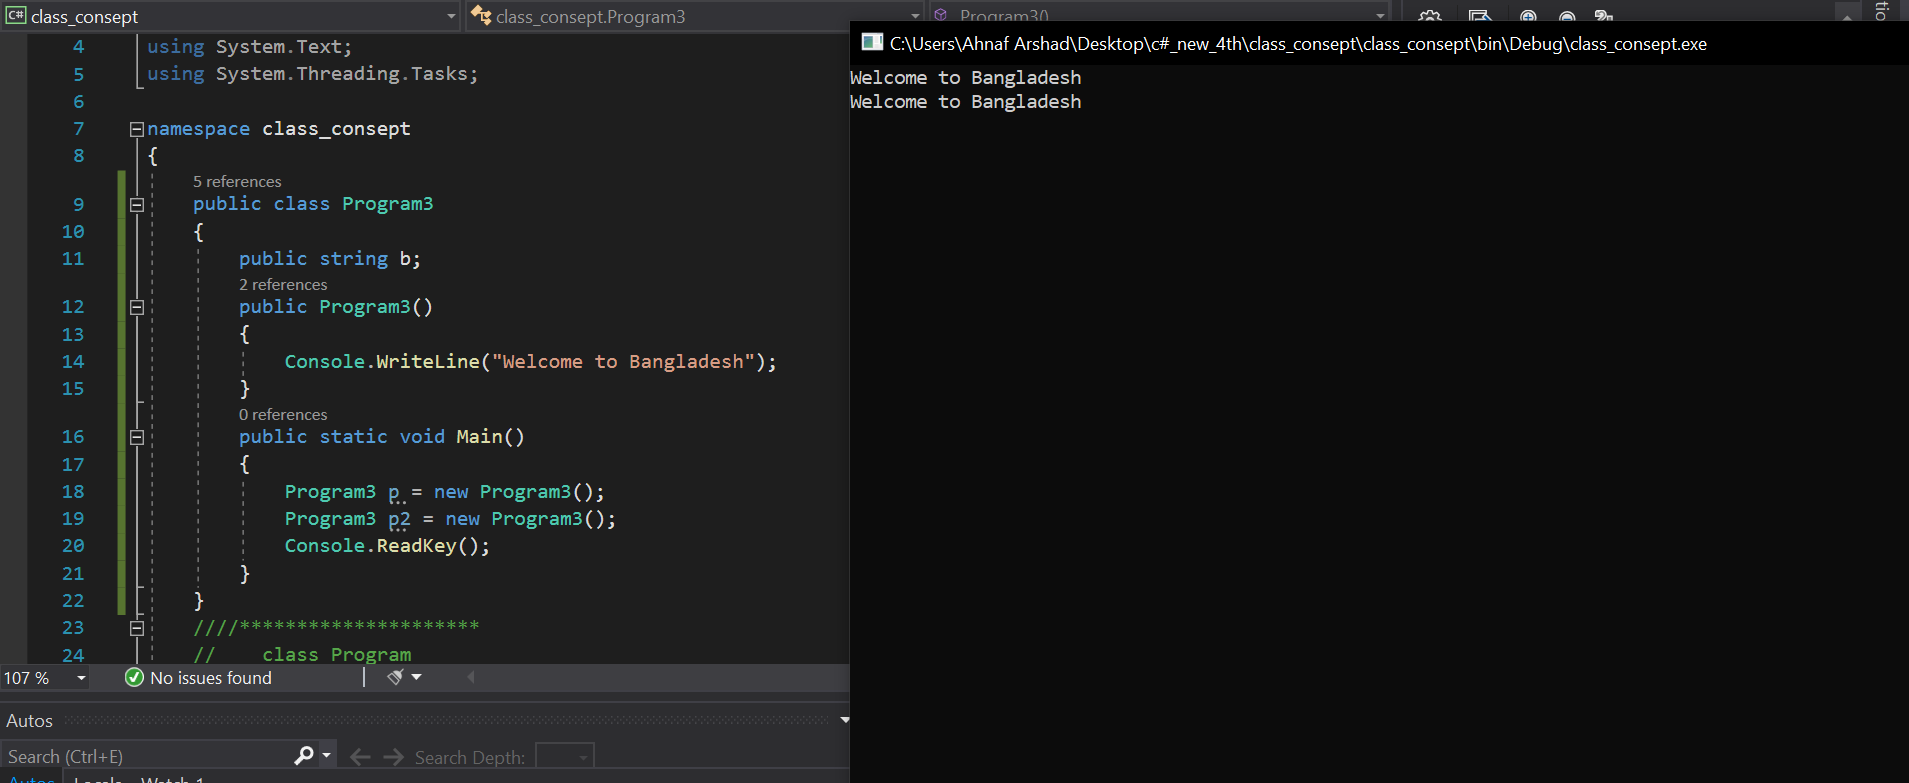 class_consept
class_consept.Program3
Program3()
4 using System.Text;
5 using System.Threading.Tasks;
6
7 namespace class_consept
8 {
5 references
9 public class Program3
10 {
11 public string b;
2 references
12 public Program3()
13 {
14 Console.WriteLine("Welcome to Bangladesh");
15 }
0 references
16 public static void Main()
17 {
18 Program3 p = new Program3();
19 Program3 p2 = new Program3();
20 Console.ReadKey();
21 }
22 }
23 ////*********************
24 // class Program
107 %
No issues found
Autos
Search (Ctrl+E)
Search Depth:
Autos Locals Watch 1
C:\Users\Ahnaf Arshad\Desktop\c#_new_4th\class_consept\class_consept\bin\Debug\class_consept.exe
Welcome to Bangladesh
Welcome to Bangladesh